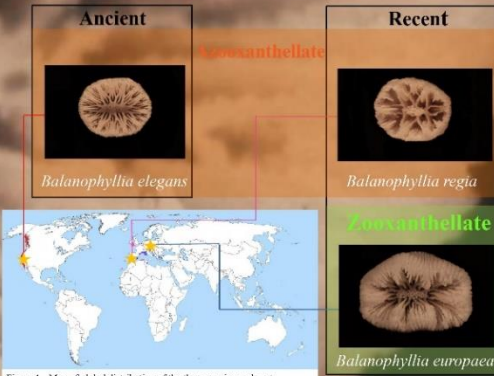 Ancient
Recent
Azooxanthellate
Balanophyllia elegans
Balanophyllia regia
Zooxanthellate
Balanophyllia europaea